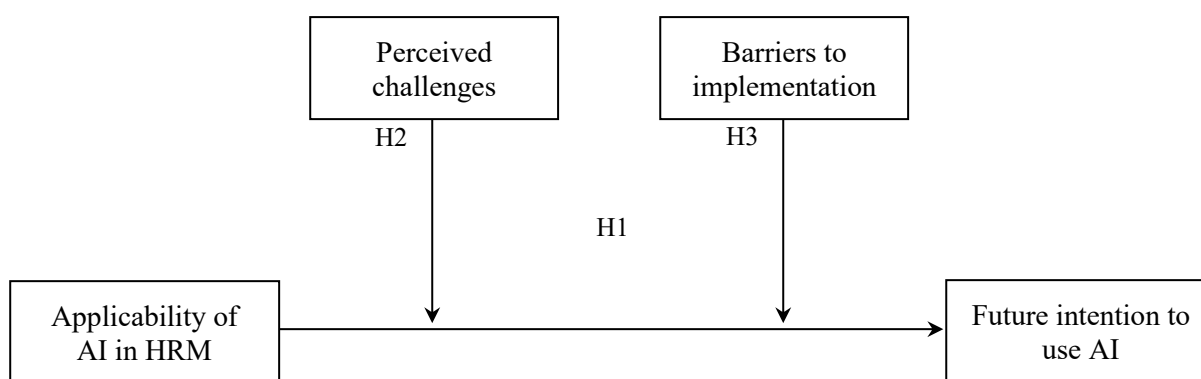 Perceived
challenges
Barriers to
implementation
H2
H3
H1
Applicability of
AI in HRM
Future intention to
use AI